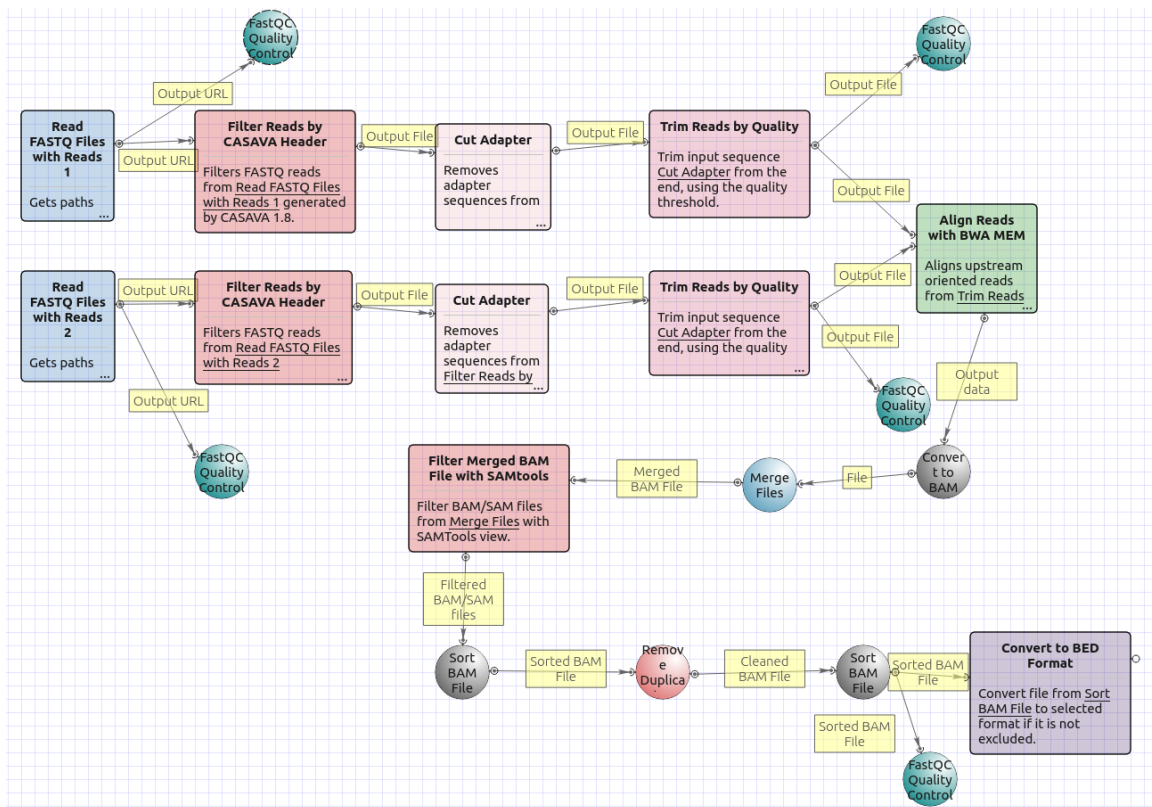 FastQC
Quality
Control
Output URL
Read
FASTQ Files
with Reads
1
Gets paths
...
Output URL
Filter Reads by
CASAVA Header
Filters FASTQ reads
from Read FASTQ Files
with Reads 1 generated
by CASAVA 1.8.
Output File
Cut Adapter
Removes
adapter
sequences from
...
Output File
Trim Reads by Quality
Trim input sequence
Cut Adapter from the
end, using the quality
threshold.
Output File
FastQC
Quality
Control
Output File
Align Reads
with BWA MEM
Aligns upstream
oriented reads
from Trim Reads
...
Read
FASTQ Files
with Reads
2
Gets paths
...
Output URL
Filter Reads by
CASAVA Header
Filters FASTQ reads
from Read FASTQ Files
with Reads 2
...
Output File
Cut Adapter
Removes
adapter
sequences from
Filter Reads by
...
Output File
Trim Reads by Quality
Trim input sequence
Cut Adapter from the
end, using the quality
...
Output File
Output File
FastQC
Quality
Control
Output
data
Output URL
FastQC
Quality
Control
Conver
t to
BAM
File
Merge
Files
Merged
BAM File
Filter Merged BAM
File with SAMtools
Filter BAM/SAM files
from Merge Files with
SAMTools view.
Filtered
BAM/SAM
files
Sort
BAM
File
Sorted BAM
File
Remov
e
Duplica
Cleaned
BAM File
Sort
BAM
File
Sorted BAM
File
Convert to BED
Format
Convert file from Sort
BAM File to selected
format if it is not
excluded.
Sorted BAM
File
FastQC
Quality
Control